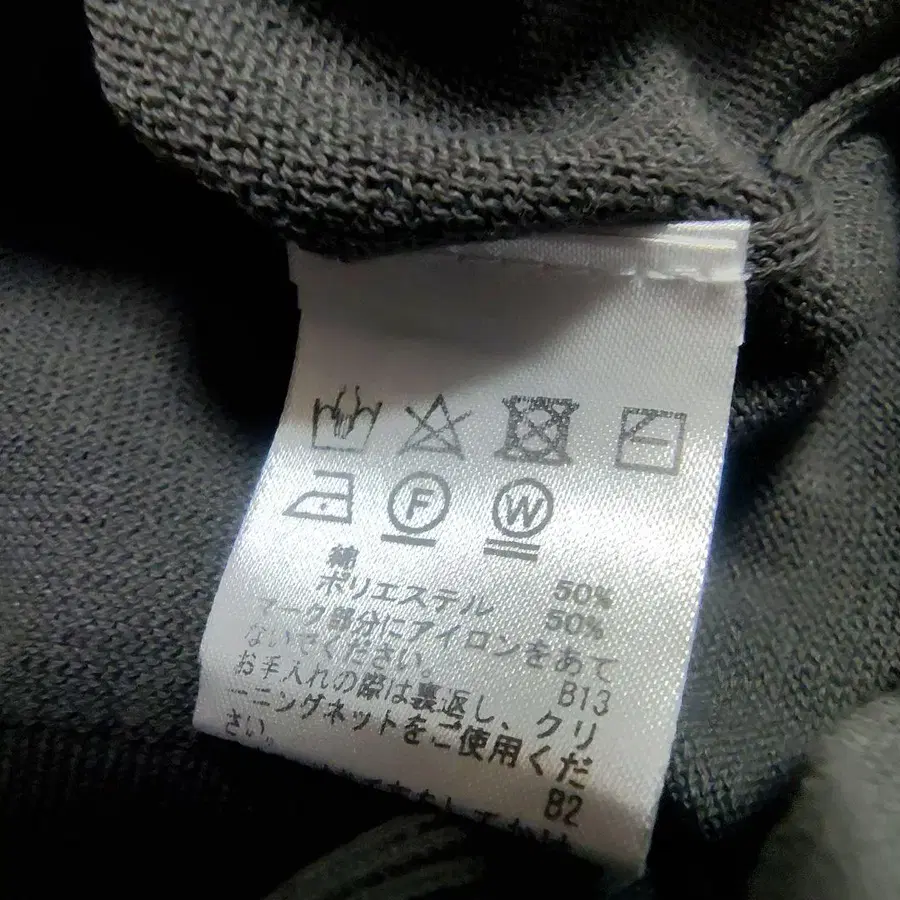 F W
綿 50%
ポリエステル 50%
マーク部分にアイロンをあて
ないでください。
B13
お手入れの際は裏返し、クリ
ーニングネットをご使用くだ
さい。
B2